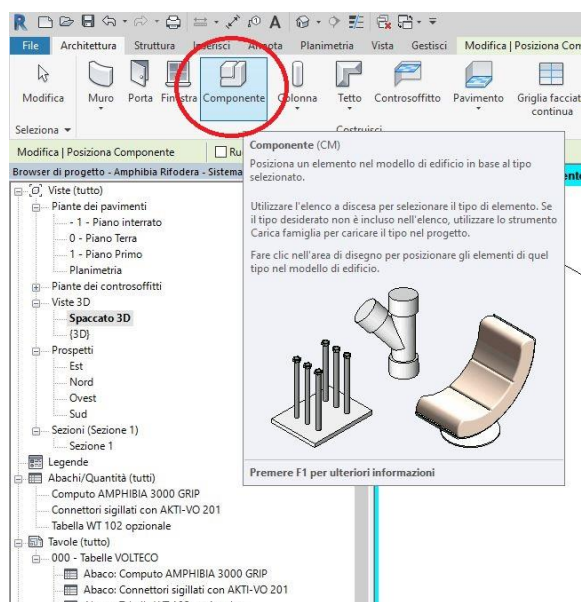 File Architettura Struttura Inserisci Annota Planimetria Vista Gestisci Modifica | Posiziona Com
Modifica Muro Porta Finestra Componente Colonna Tetto Controsoffitto Pavimento Griglia facciat
continua
Seleziona
Modifica | Posiziona Componente
Browser di progetto - Amphibia Rifodera - Sistema
Viste (tutto)
Piante dei pavimenti
- 1 - Piano interrato
0 - Piano Terra
1 - Piano Primo
Planimetria
Piante dei controsoffitti
Viste 3D
Spaccato 3D
{3D}
Prospetti
Est
Nord
Ovest
Sud
Sezioni (Sezione 1)
Sezione 1
Legende
Abachi/Quantità (tutti)
Computo AMPHIBIA 3000 GRIP
Connettori sigillati con AKTI-VO 201
Tabella WT 102 opzionale
Tavole (tutto)
000 - Tabelle VOLTECO
Abaco: Computo AMPHIBIA 3000 GRIP
Abaco: Connettori sigillati con AKTI-VO 201
Componente (CM)
Posiziona un elemento nel modello di edificio in base al tipo
selezionato.
Utilizzare l'elenco a discesa per selezionare il tipo di elemento. Se
il tipo desiderato non è incluso nell'elenco, utilizzare lo strumento
Carica famiglia per caricare il tipo nel progetto.
Fare clic nell'area di disegno per posizionare gli elementi di quel
tipo nel modello di edificio.
Premere F1 per ulteriori informazioni